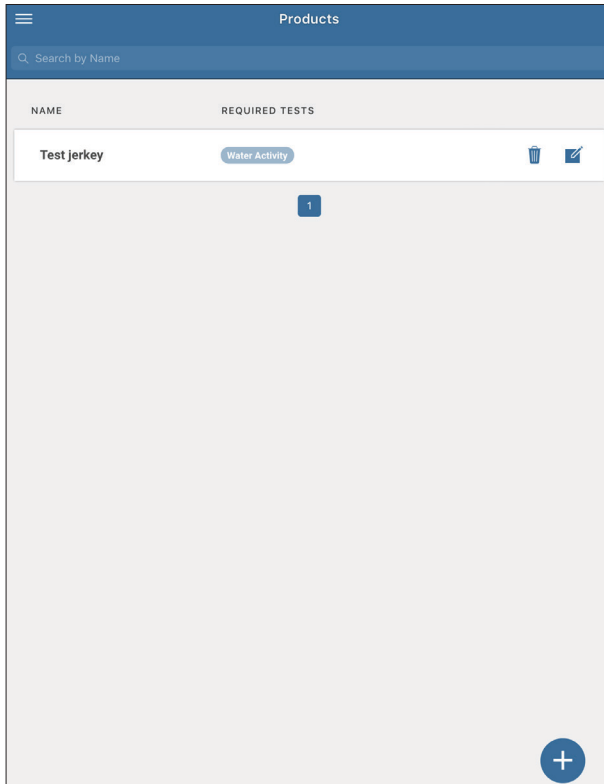 Products
Search by Name
NAME REQUIRED TESTS
Test jerkey Water Activity
1